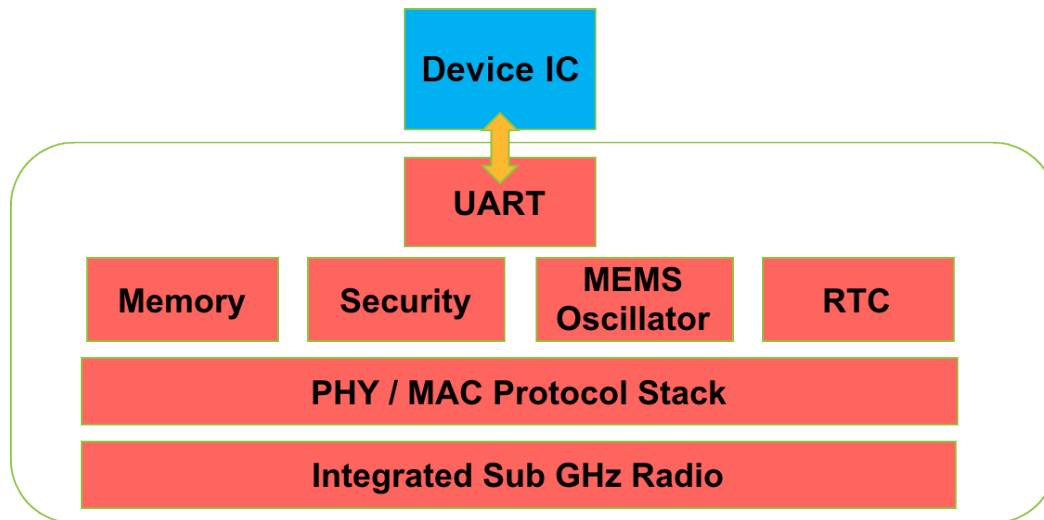 Device IC
UART
Memory
Security
MEMS
Oscillator
RTC
PHY / MAC Protocol Stack
Integrated Sub GHz Radio